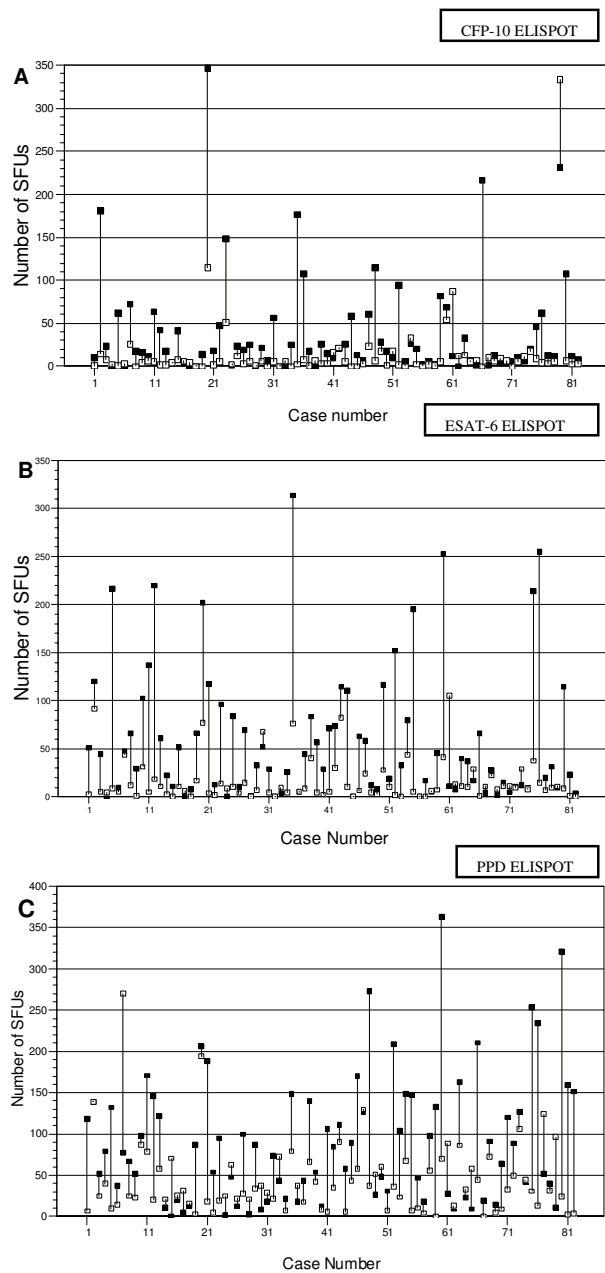 CFP-10 ELISPOT
A
Number of SFUs
350
300
250
200
150
100
50
0
1 11 21 31 41 51 61 71 81
Case number
ESAT-6 ELISPOT
B
Number of SFUs
350
300
250
200
150
100
50
0
1 11 21 31 41 51 61 71 81
Case Number
PPD ELISPOT
C
Number of SFUs
400
350
300
250
200
150
100
50
0
1 11 21 31 41 51 61 71 81
Case Number